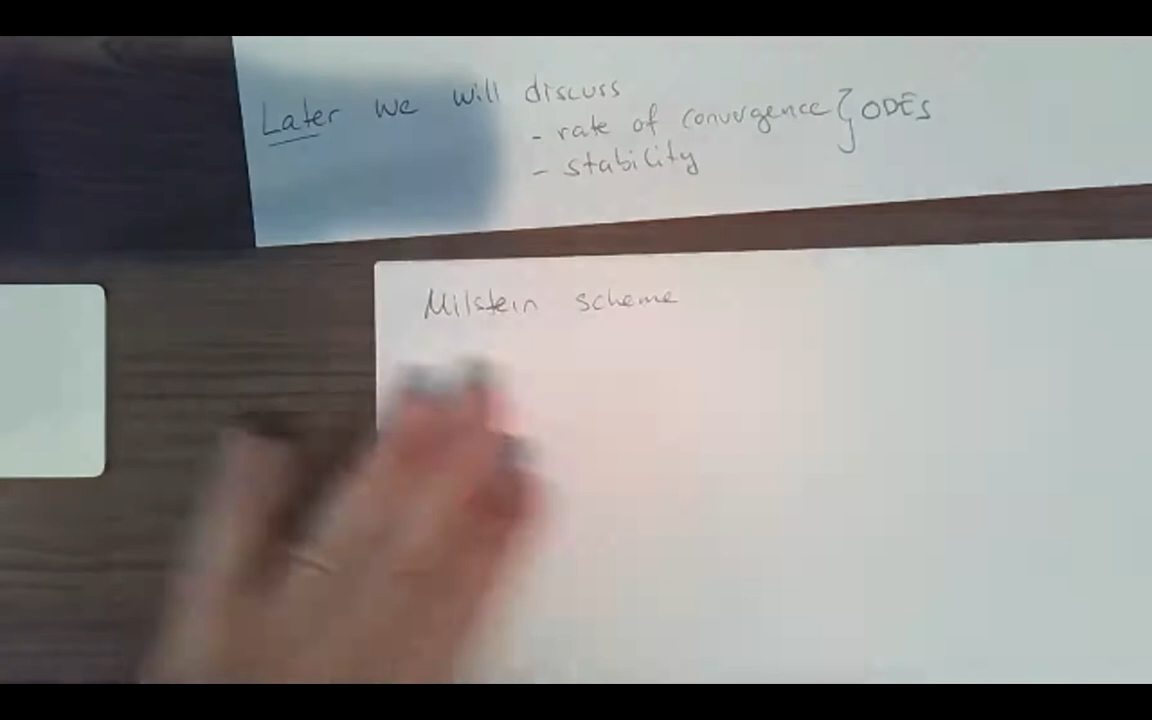 Later we will discuss
- rate of convergence } ODEs
- stability
Milstein scheme